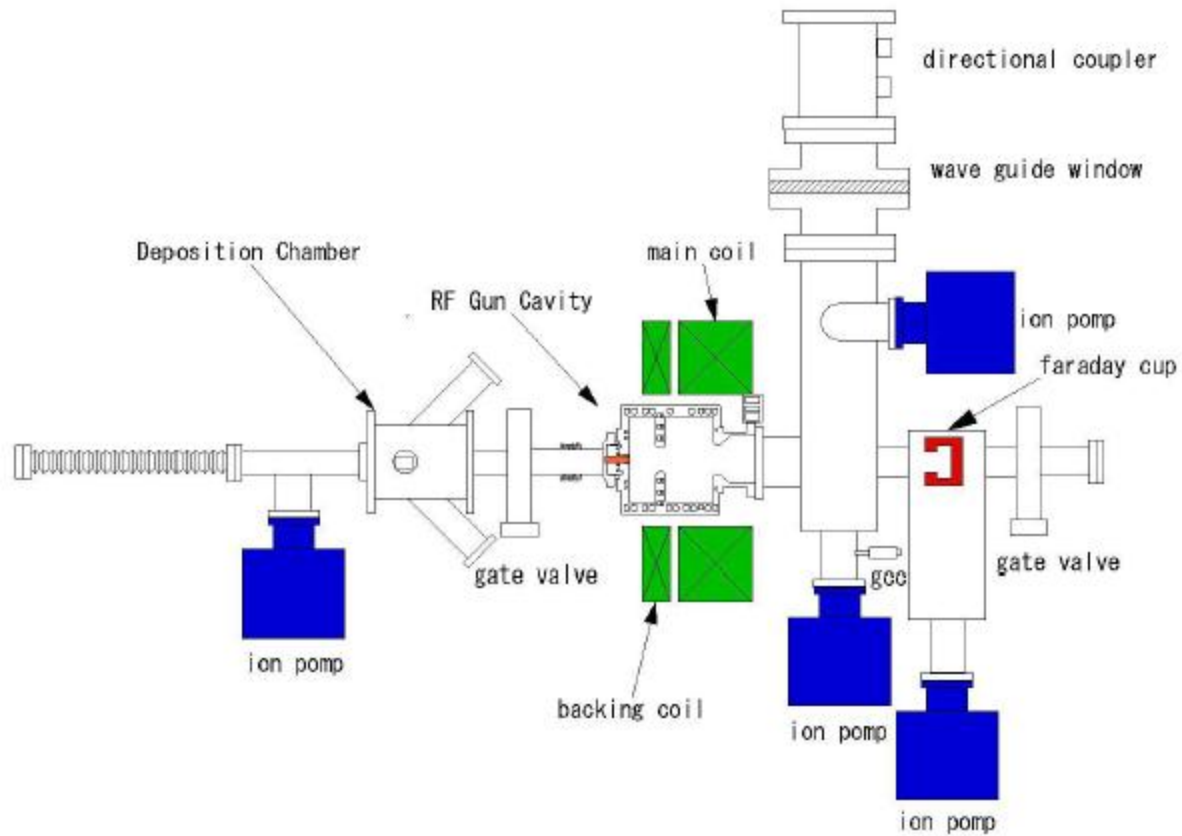 directional coupler
wave guide window
Deposition Chamber
main coil
RF Gun Cavity
ion pomp
faraday cup
gate valve
gcc
gate valve
ion pomp
backing coil
ion pomp
ion pomp